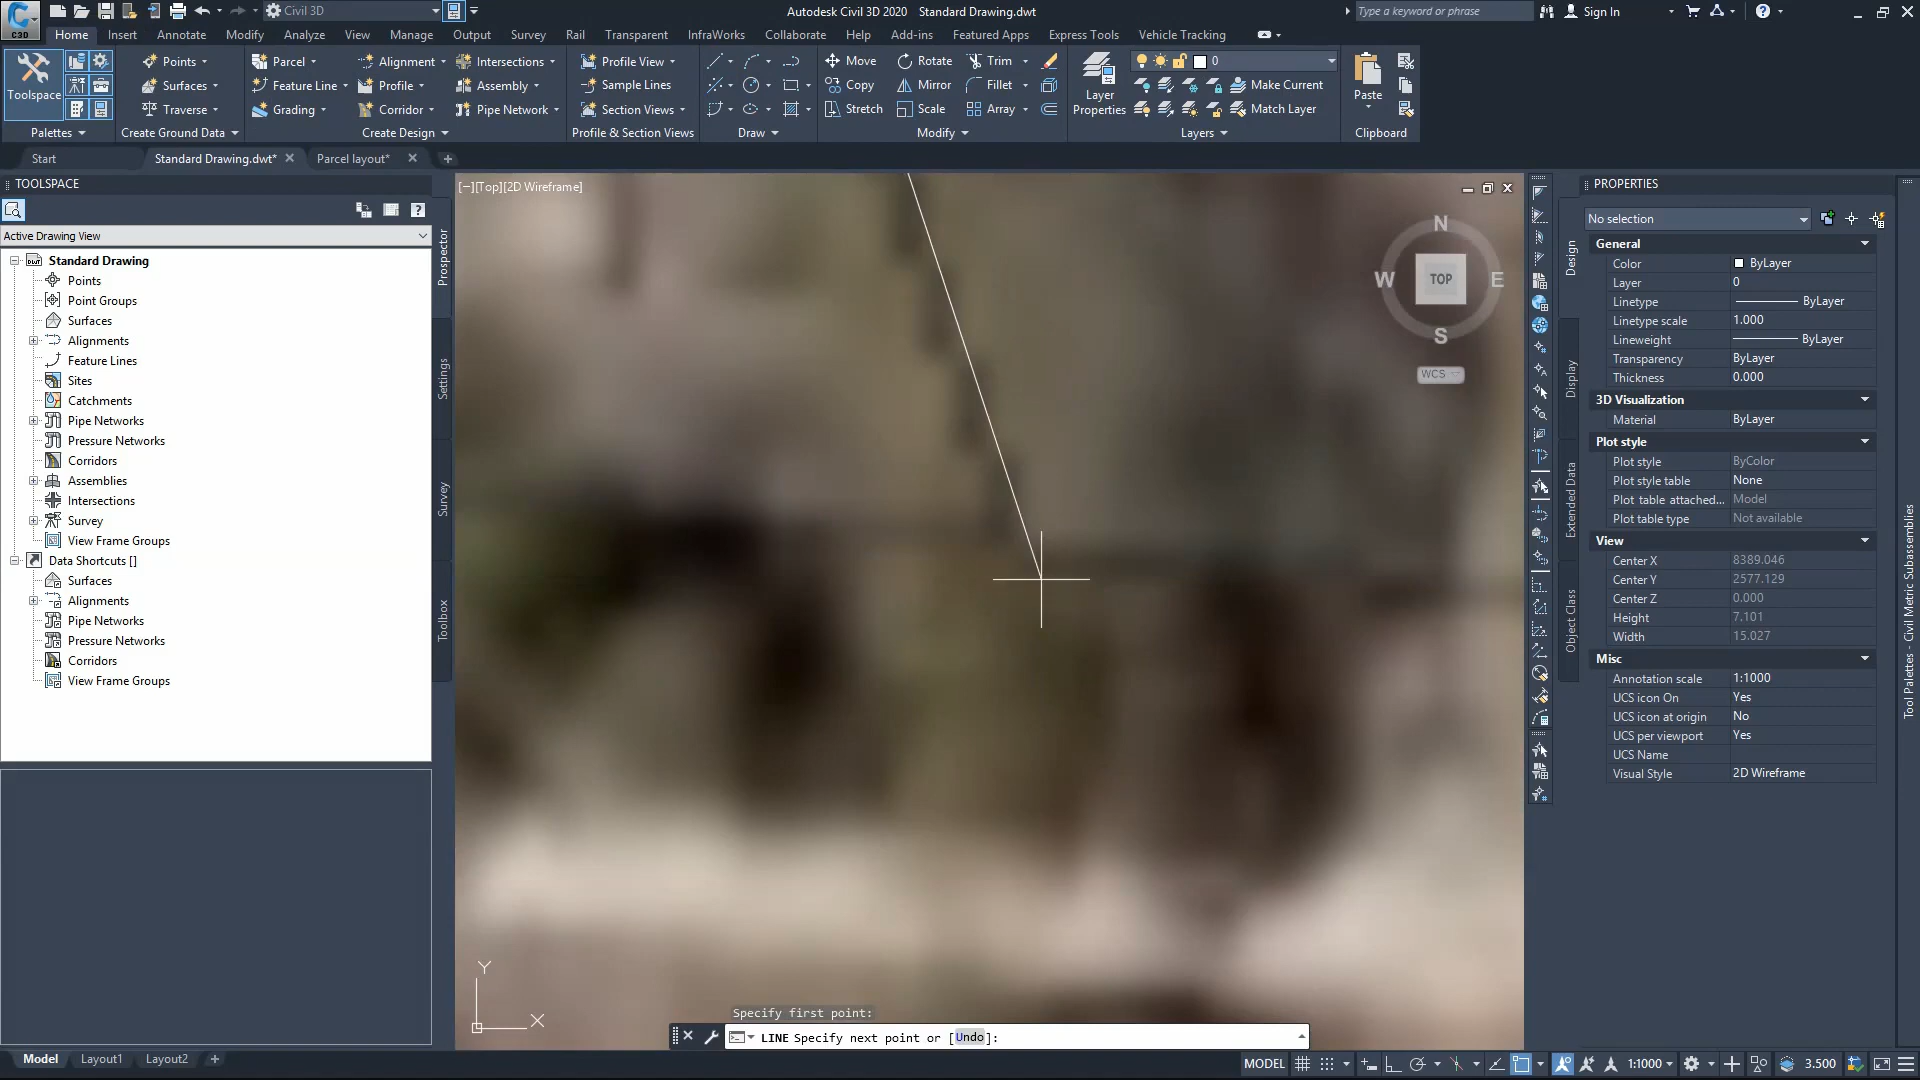 C3D
Civil 3D
Autodesk Civil 3D 2020 Standard Drawing.dwt
Type a keyword or phrase
Sign In
Home Insert Annotate Modify Analyze View Manage Output Survey Rail Transparent InfraWorks Collaborate Help Add-ins Featured Apps Express Tools Vehicle Tracking
Toolspace
Points
Surfaces
Traverse
Parcel
Feature Line
Grading
Alignment
Profile
Corridor
Intersections
Assembly
Pipe Network
Profile View
Sample Lines
Section Views
Move
Copy
Stretch
Rotate
Mirror
Scale
Trim
Fillet
Array
Layer
Properties
0
Make Current
Match Layer
Paste
Palettes
Create Ground Data
Create Design
Profile & Section Views
Draw
Modify
Layers
Clipboard
Start
Standard Drawing.dwt*
Parcel layout*
TOOLSPACE
Active Drawing View
Standard Drawing
Points
Point Groups
Surfaces
Alignments
Feature Lines
Sites
Catchments
Pipe Networks
Pressure Networks
Corridors
Assemblies
Intersections
Survey
View Frame Groups
Data Shortcuts []
Surfaces
Alignments
Pipe Networks
Pressure Networks
Corridors
View Frame Groups
Prospector
Settings
Survey
Toolbox
[−][Top][2D Wireframe]
N
W
TOP
E
S
WCS
Y
X
Specify first point:
LINE Specify next point or [Undo]:
PROPERTIES
No selection
General
Color ByLayer
Layer 0
Linetype ByLayer
Linetype scale 1.000
Lineweight ByLayer
Transparency ByLayer
Thickness 0.000
3D Visualization
Material ByLayer
Plot style
Plot style ByColor
Plot style table None
Plot table attached... Model
Plot table type Not available
View
Center X 8389.046
Center Y 2577.129
Center Z 0.000
Height 7.101
Width 15.027
Misc
Annotation scale 1:1000
UCS icon On Yes
UCS icon at origin No
UCS per viewport Yes
UCS Name
Visual Style 2D Wireframe
Design
Display
Extended Data
Object Class
Tool Palettes - Civil Metric Subassemblies
Model Layout1 Layout2
MODEL
1:1000
3.500